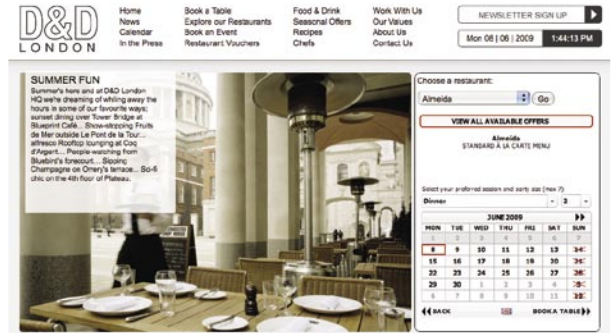 D&D
LONDON
Home
News
Calendar
In the Press
Book a Table
Explore our Restaurants
Book an Event
Restaurant Vouchers
Food & Drink
Seasonal Offers
Recipes
Chefs
Work With Us
Our Values
About Us
Contact Us
NEWSLETTER SIGN UP
Mon 08 | 06 | 2009 1:44:13 PM
SUMMER FUN
Summer's here and at D&D London
HQ we're dreaming of whiling away the
hours in some of our favourite ways;
sunset dining over Tower Bridge at
Blueprint Café... Show-stopping Fruits
de Mer outside Le Pont de la Tour...
alfresco Rooftop lounging at Coq
d'Argent... People-watching from
Bluebird's forecourt... Sipping
Champagne on Orrery's terrace... Sci-fi
chic on the 4th floor of Plateau.
Choose a restaurant:
Almeida Go
VIEW ALL AVAILABLE OFFERS
Almeida
STANDARD À LA CARTE MENU
Select your preferred session and party size (max 7):
Dinner 2
JUNE 2009
MON TUE WED THU FRI SAT SUN
1 2 3 4 5 6 7
8 9 10 11 12 13 14
15 16 17 18 19 20 21
22 23 24 25 26 27 28
29 30 1 2 3 4 5
6 7 8 9 10 11 12
BACK BOOK A TABLE